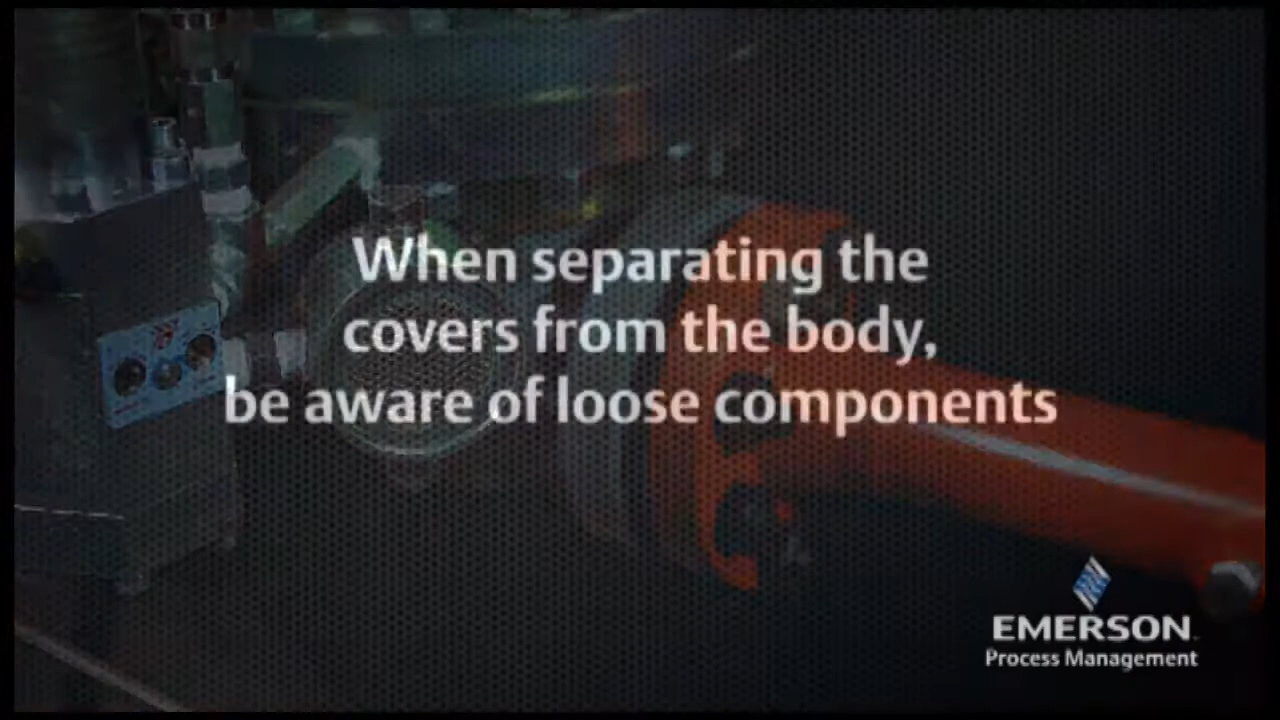 When separating the
covers from the body,
be aware of loose components
EMERSON
Process Management